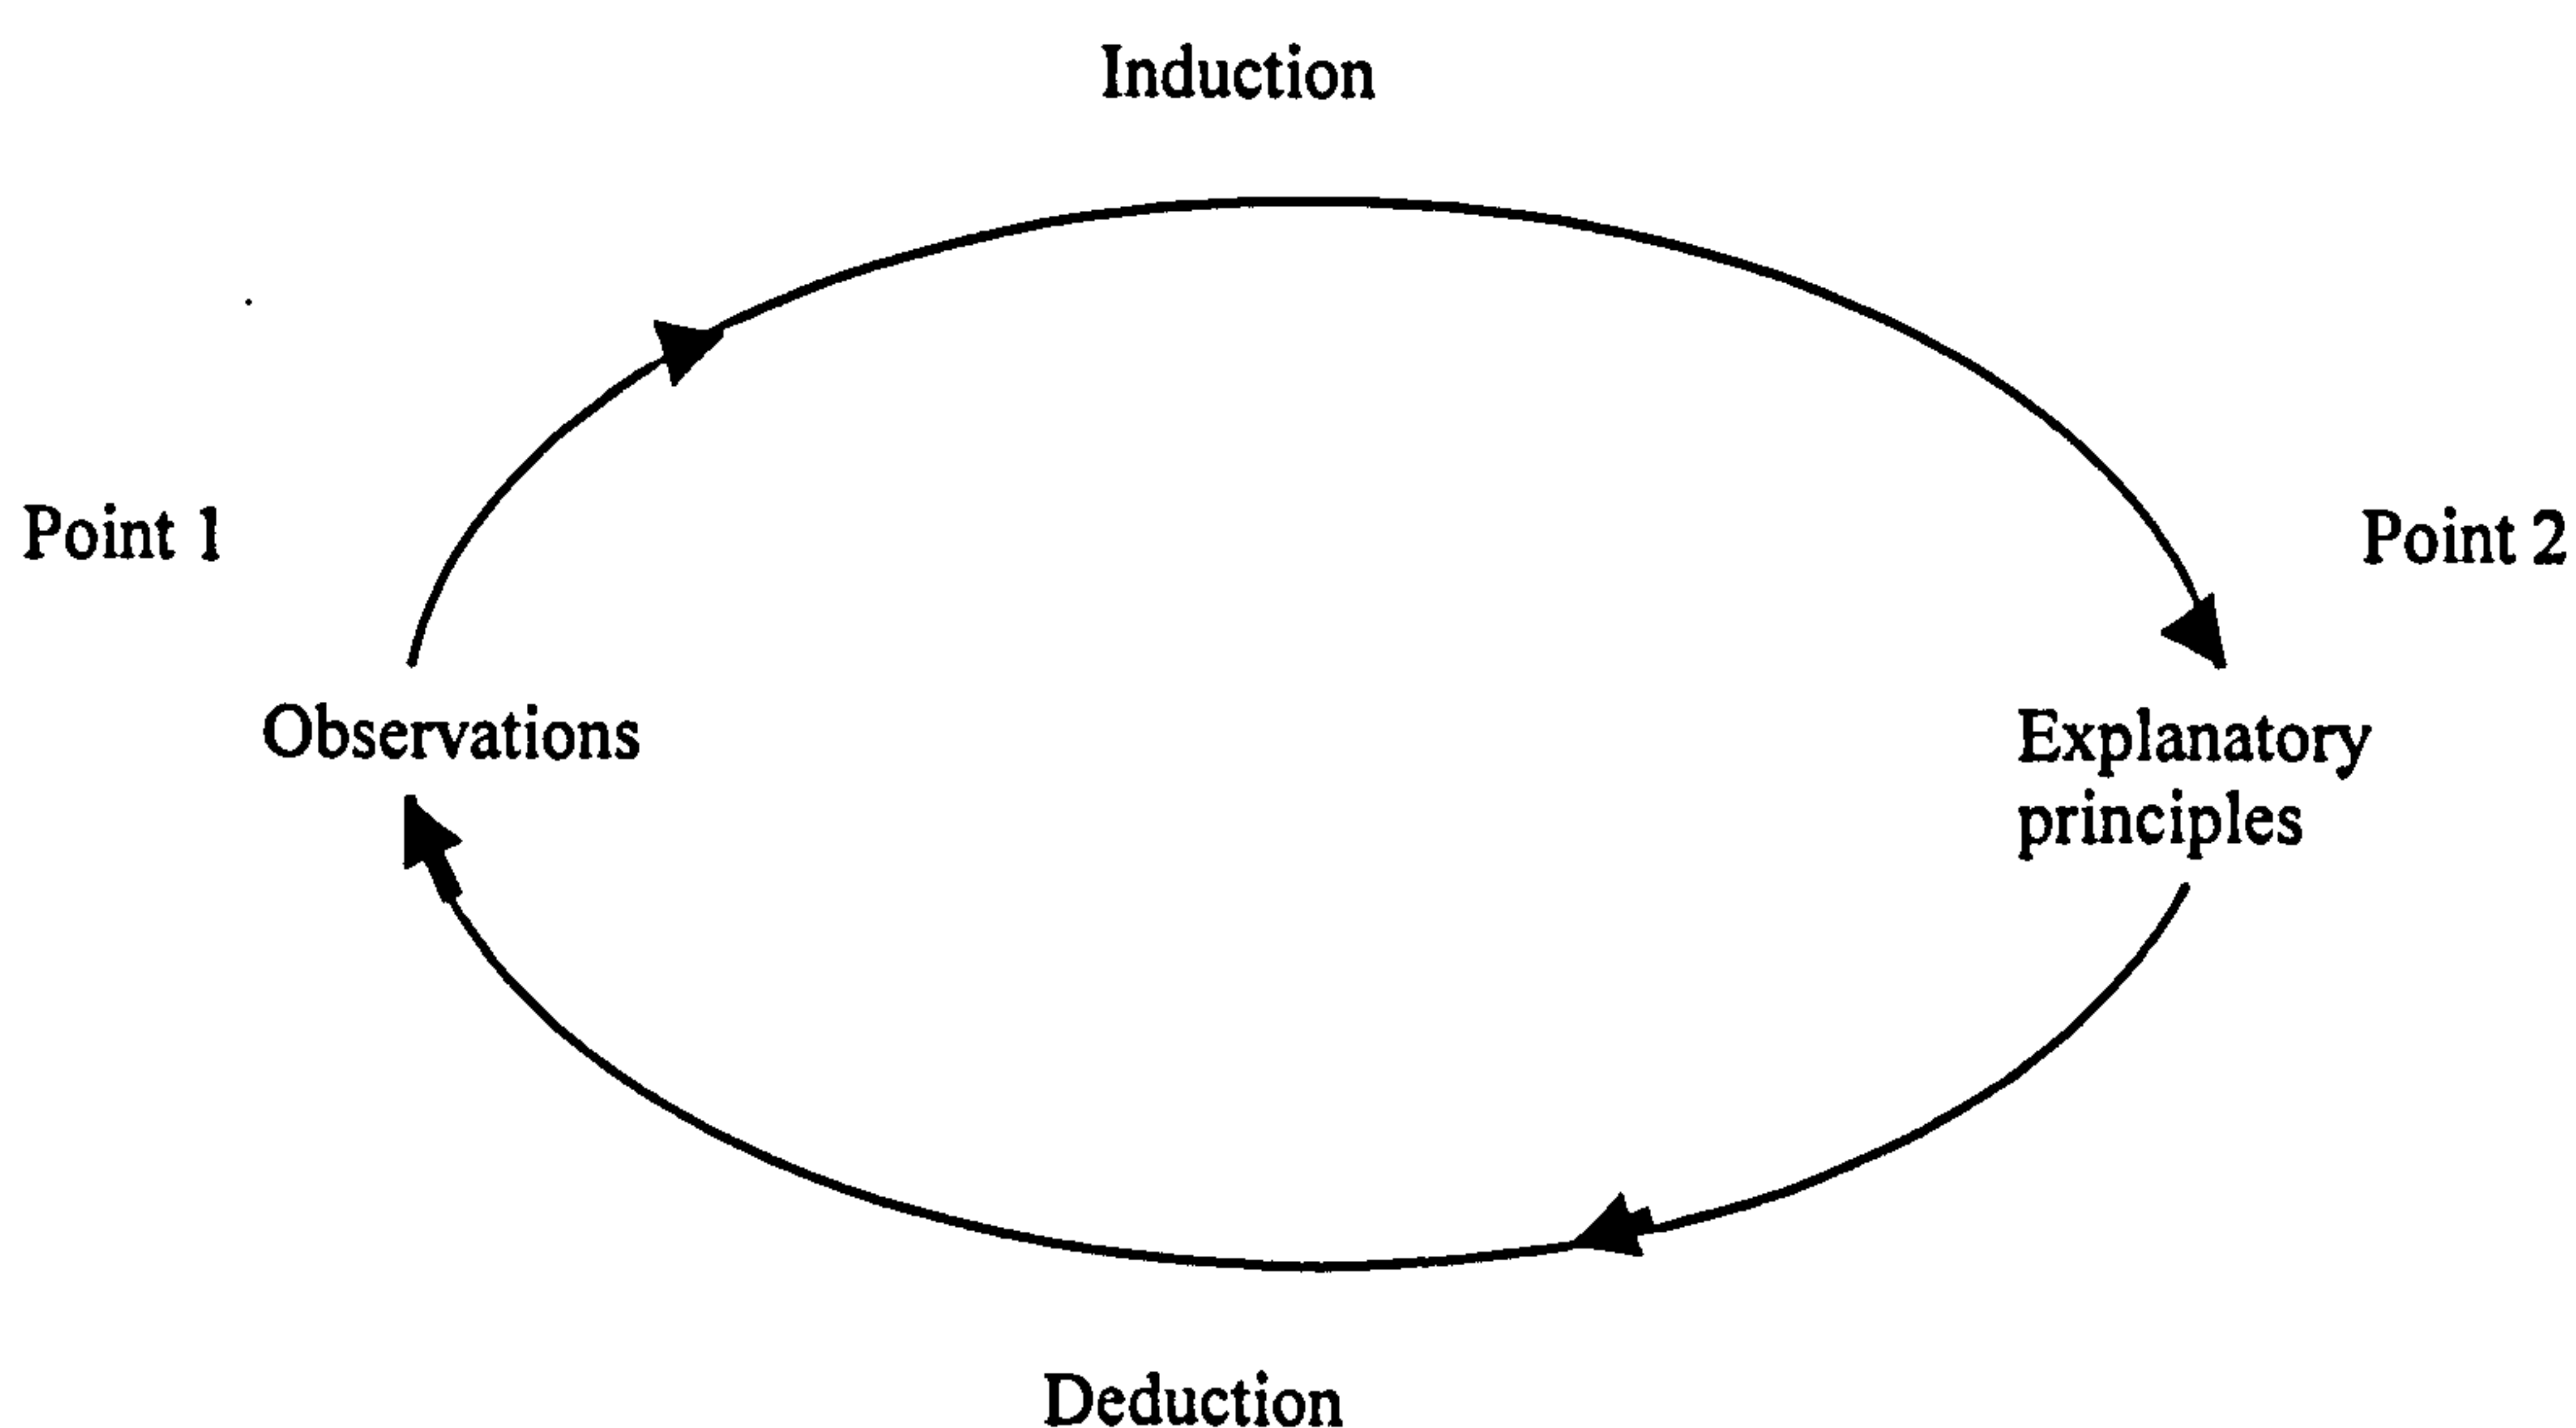 Induction
Point 1
Point 2
Observations
Explanatory
principles
Deduction